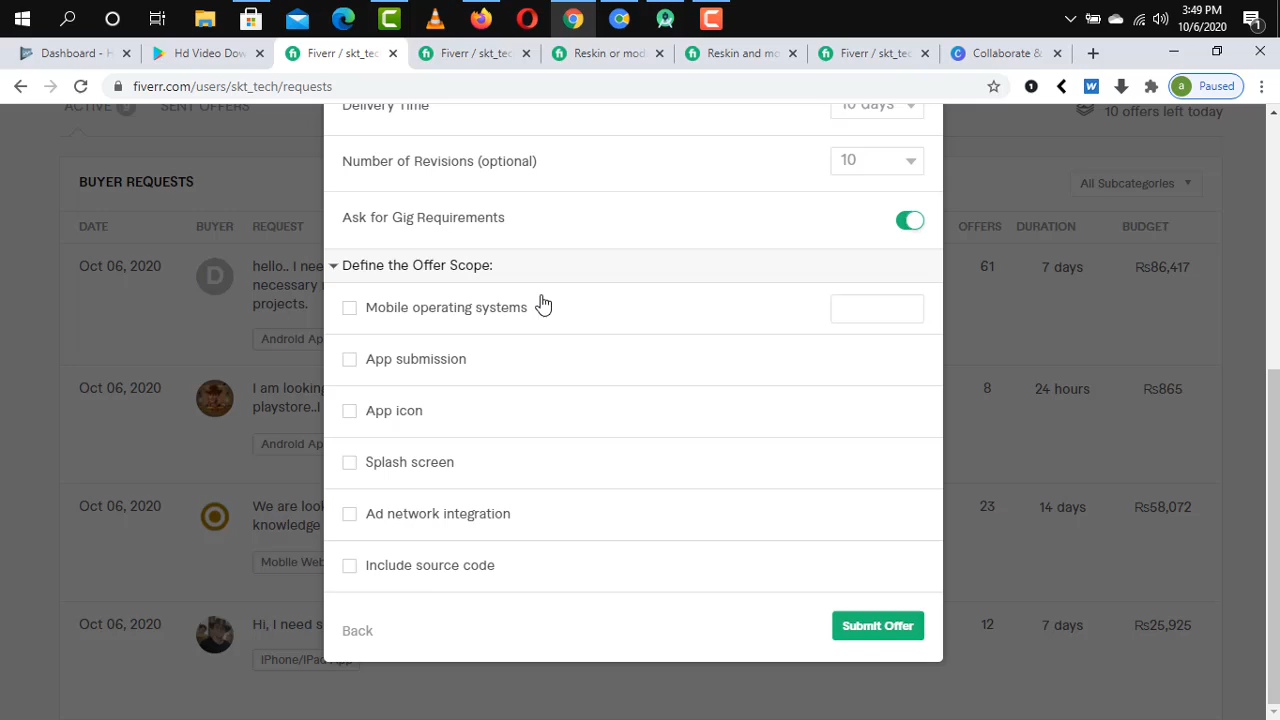 3:49 PM
10/6/2020
1
Dashboard - H
Hd Video Dow
Fiverr / skt_tec
Fiverr / skt_tec
Reskin or mod
Reskin and mo
Fiverr / skt_tec
Collaborate &
fiverr.com/users/skt_tech/requests
1
W
a Paused
ACTIVE
SENT OFFERS
10 offers left today
Delivery Time
10 days
Number of Revisions (optional)
10
Ask for Gig Requirements
Define the Offer Scope:
Mobile operating systems
App submission
App icon
Splash screen
Ad network integration
Include source code
Back
Submit Offer
BUYER REQUESTS
All Subcategories
DATE BUYER REQUEST OFFERS DURATION BUDGET
Oct 06, 2020 D hello.. I nee 61 7 days Rs86,417
necessary
projects.
Android Ap
Oct 06, 2020 I am looking 8 24 hours Rs865
playstore..I
Android Ap
Oct 06, 2020 We are look 23 14 days Rs58,072
knowledge
Mobile Web
Oct 06, 2020 Hi, I need s 12 7 days Rs25,925
iPhone/iPad App